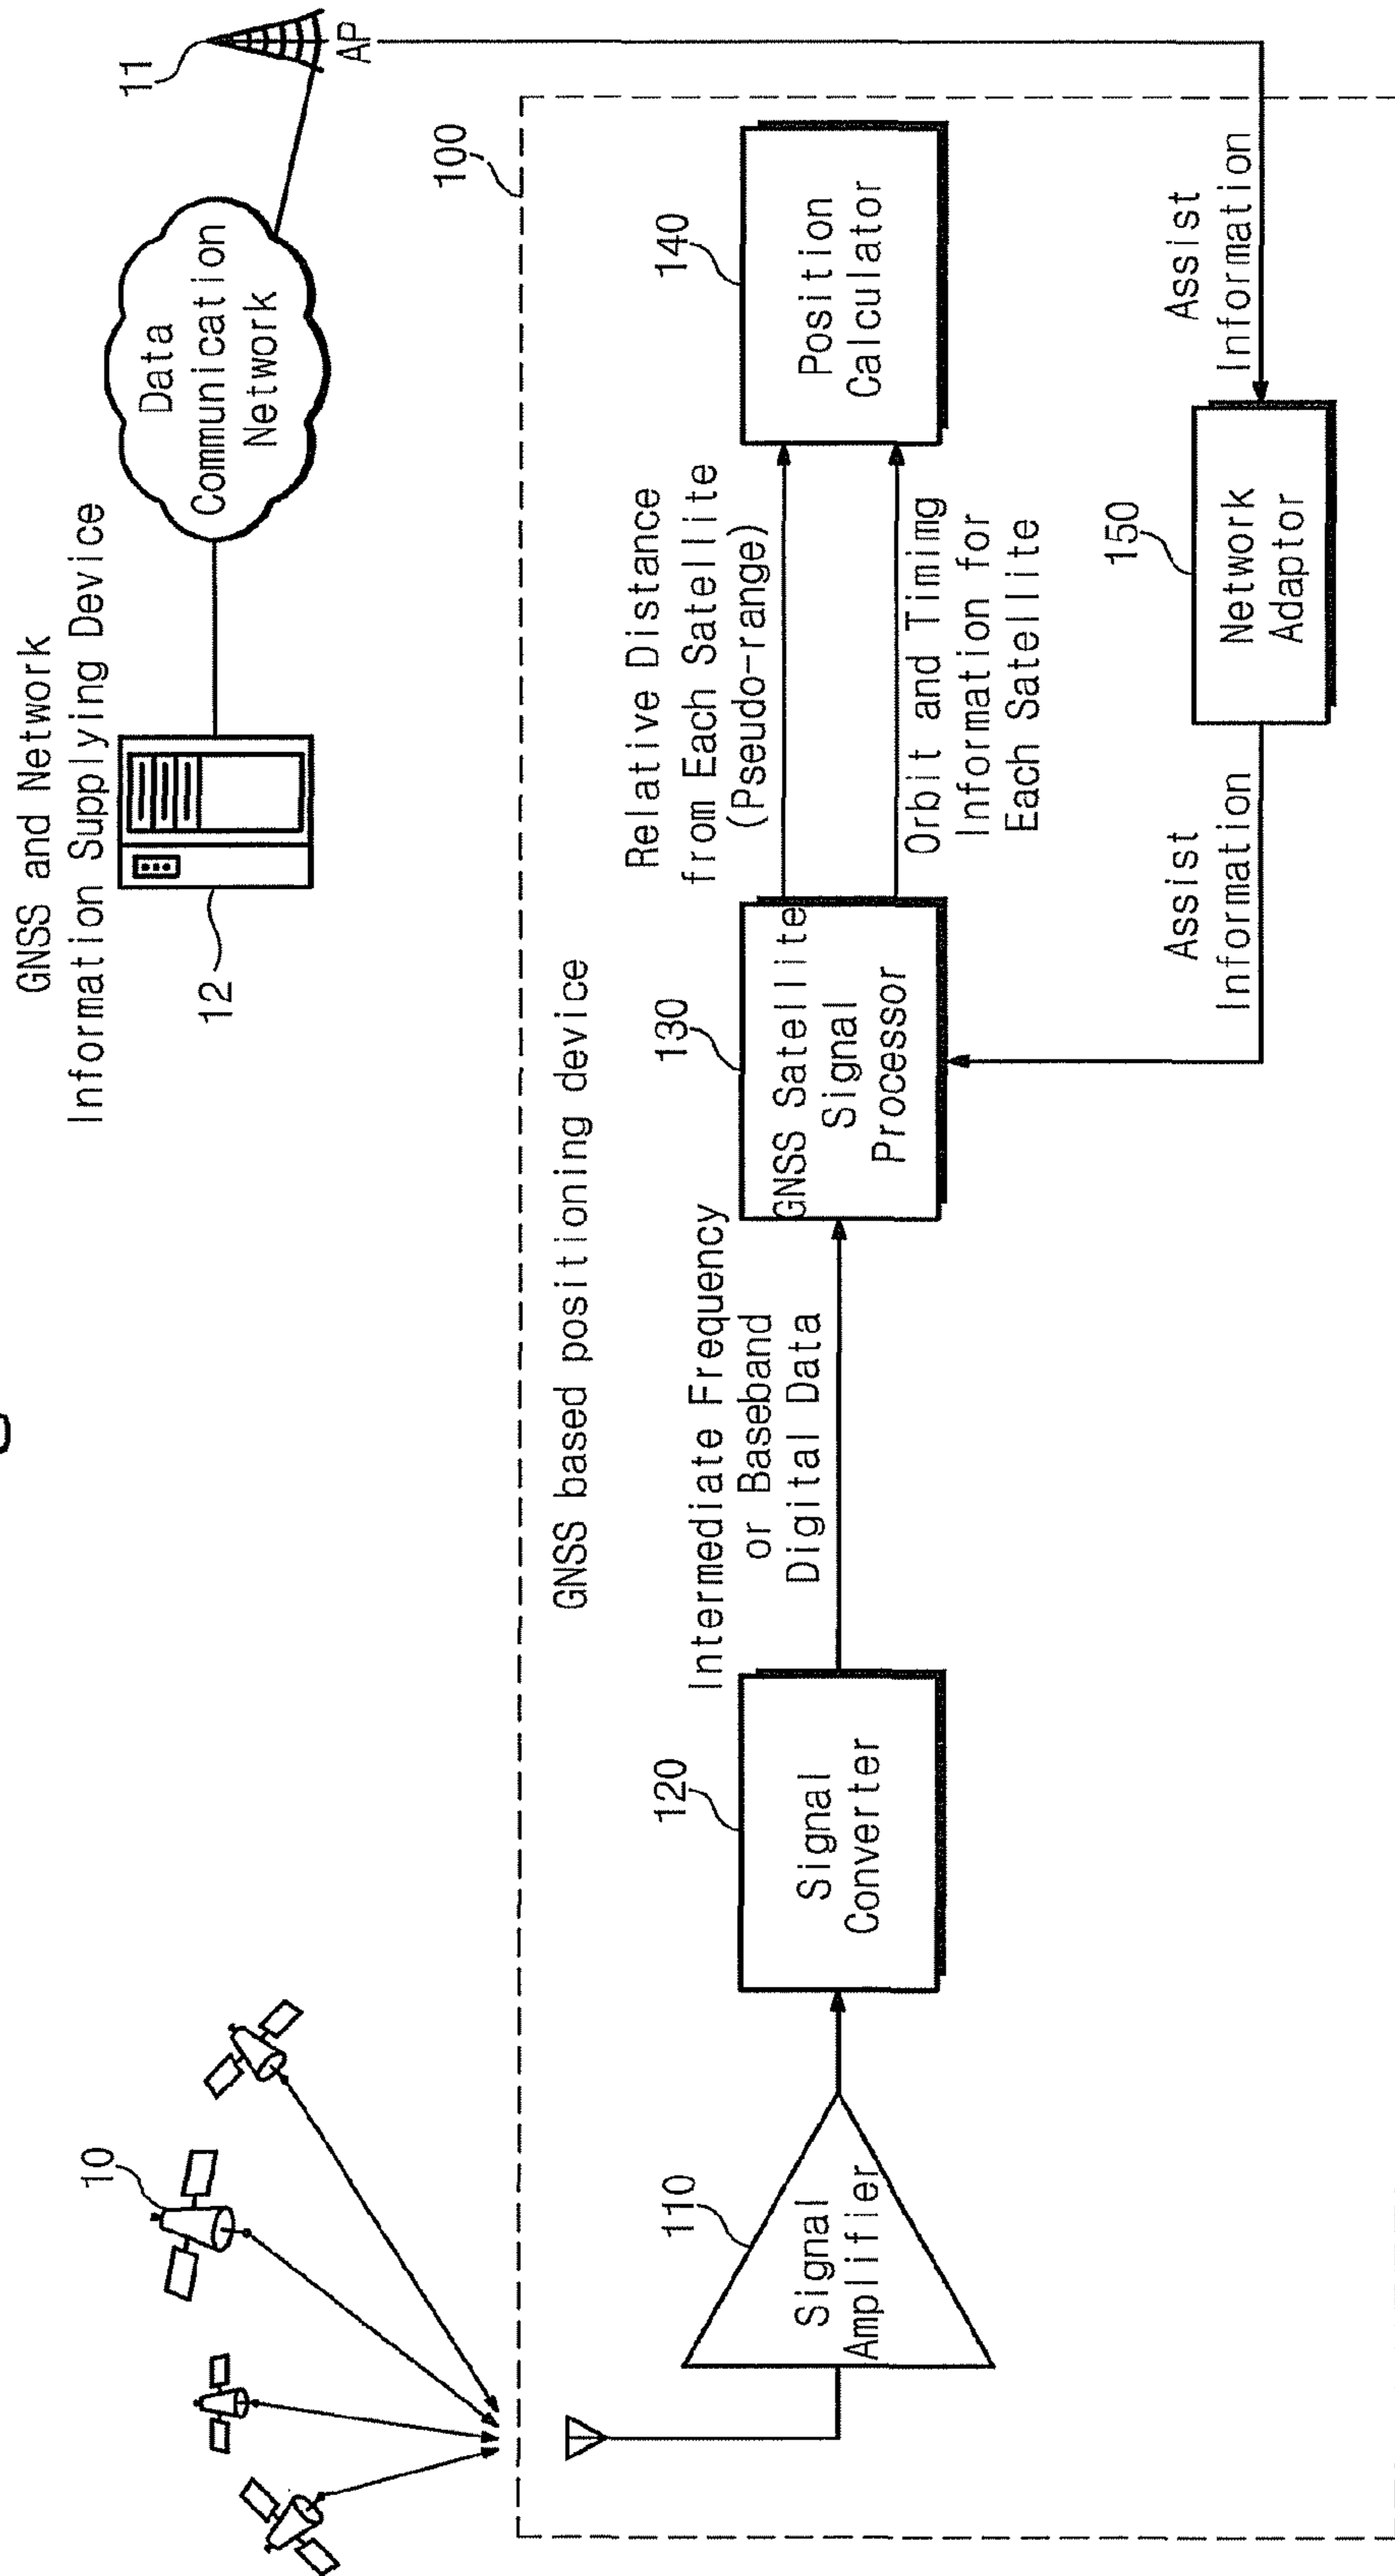 GNSS and Network
Information Supplying Device
12
Data
Communication
Network
11
AP
10
100
GNSS based positioning device
110
Signal
Amplifier
120
Signal
Converter
Intermediate Frequency
or Baseband
Digital Data
130
GNSS Satellite
Signal
Processor
Relative Distance
from Each Satellite
(Pseudo-range)
Orbit and Timimg
Information for
Each Satellite
140
Position
Calculator
150
Network
Adaptor
Assist
Information
Assist
Information